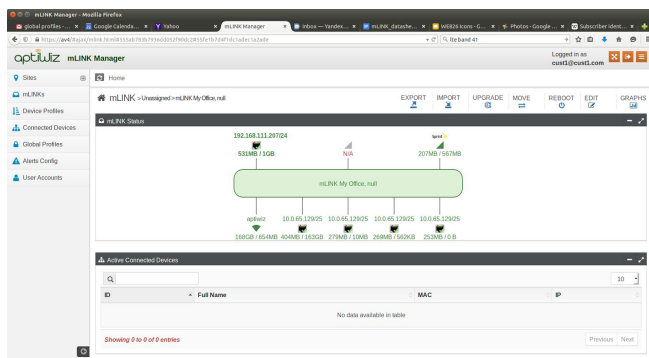 mLINK Manager - Mozilla Firefox
global profiles - ... × Google Calenda... × Yahoo × mLINK Manager × Inbox — Yandex... × mLINK_datashe... × WE826 icons - G... × Photos - Google ... × Subscriber ident... ×
lte band 41
optiwiz mLINK Manager
Logged in as
cust1@cust1.com
Sites
mLINKs
Device Profiles
Connected Devices
Global Profiles
Alerts Config
User Accounts
Home
mLINK > Unassigned > mLINK My Office, null
EXPORT IMPORT UPGRADE MOVE REBOOT EDIT GRAPHS
mLINK Status
192.168.111.207/24 Sprint
531MB / 1GB N/A 207MB / 567MB
mLINK My Office, null
aptiwiz 10.0.65.129/25 10.0.65.129/25 10.0.65.129/25 10.0.65.129/25
168GB / 654MB 404MB / 163GB 279MB / 10MB 269MB / 562KB 253MB / 0 B
Active Connected Devices
10
ID Full Name MAC IP
No data available in table
Showing 0 to 0 of 0 entries
Previous Next